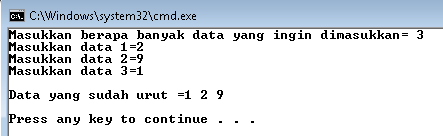 C:\Windows\system32\cmd.exe
Masukkan berapa banyak data yang ingin dimasukkan= 3
Masukkan data 1=2
Masukkan data 2=9
Masukkan data 3=1
Data yang sudah urut =1 2 9
Press any key to continue . . .